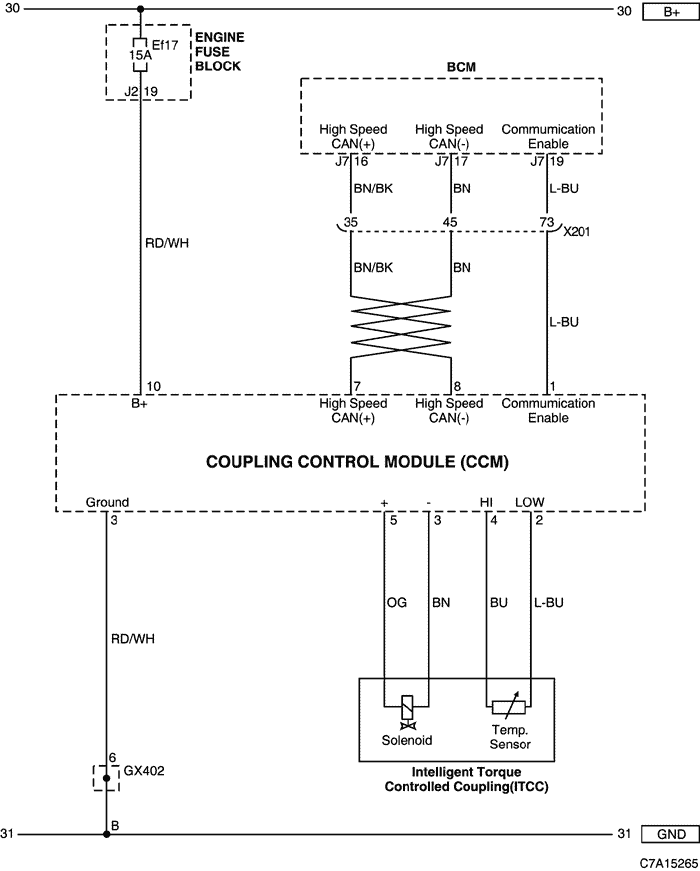 30
30
B+
Ef17
15A
ENGINE
FUSE
BLOCK
J2 19
BCM
High Speed
CAN(+)
High Speed
CAN(-)
Commumication
Enable
J7 16
J7 17
J7 19
BN/BK
BN
L-BU
35
45
73
X201
RD/WH
BN/BK
BN
L-BU
10
7
8
1
B+
High Speed
CAN(+)
High Speed
CAN(-)
Communication
Enable
COUPLING CONTROL MODULE (CCM)
Ground
+
-
HI
LOW
3
5
3
4
2
OG
BN
BU
L-BU
RD/WH
Solenoid
Temp.
Sensor
6
GX402
Intelligent Torque
Controlled Coupling(ITCC)
B
31
31
GND
C7A15265